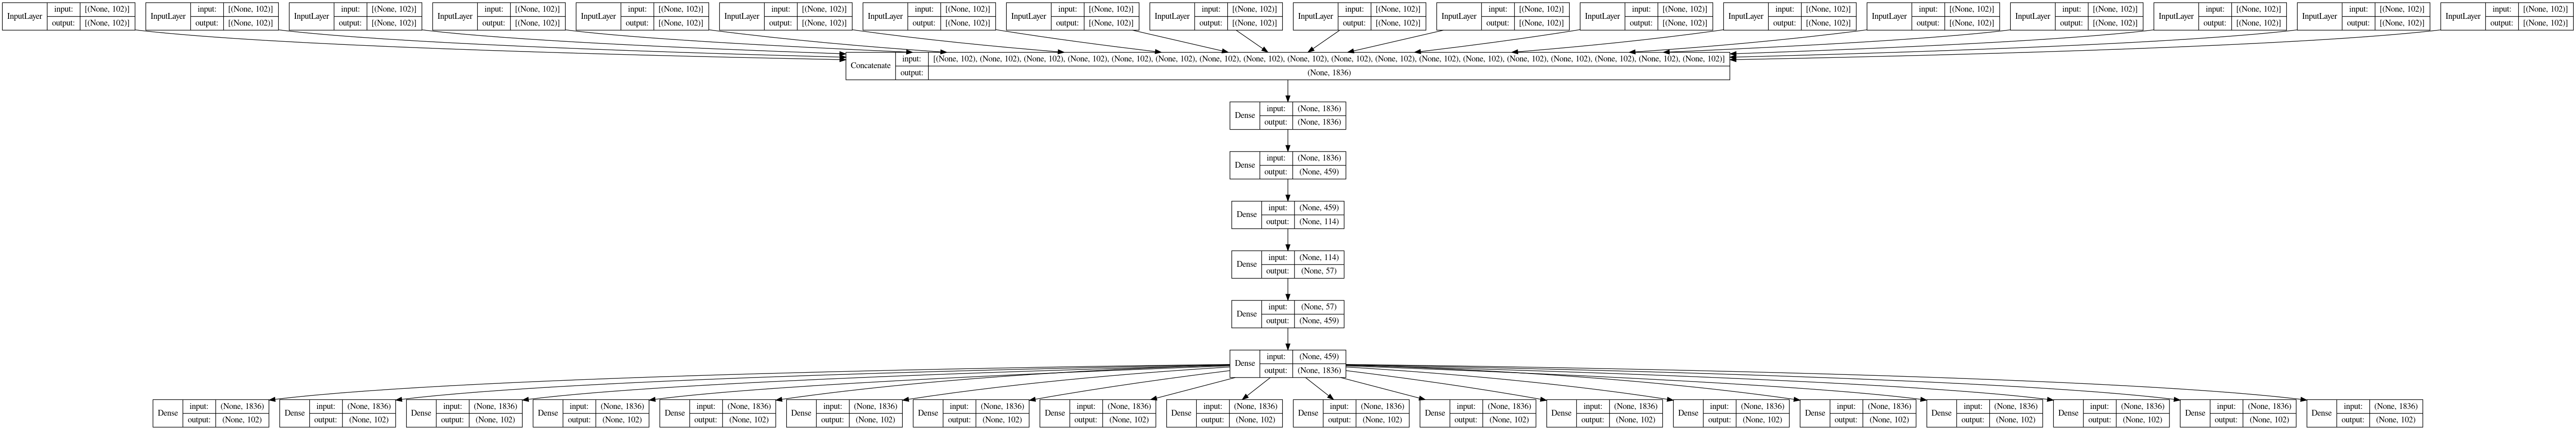 InputLayer input: [(None, 102)]
output: [(None, 102)]
InputLayer input: [(None, 102)]
output: [(None, 102)]
InputLayer input: [(None, 102)]
output: [(None, 102)]
InputLayer input: [(None, 102)]
output: [(None, 102)]
InputLayer input: [(None, 102)]
output: [(None, 102)]
InputLayer input: [(None, 102)]
output: [(None, 102)]
InputLayer input: [(None, 102)]
output: [(None, 102)]
InputLayer input: [(None, 102)]
output: [(None, 102)]
InputLayer input: [(None, 102)]
output: [(None, 102)]
InputLayer input: [(None, 102)]
output: [(None, 102)]
InputLayer input: [(None, 102)]
output: [(None, 102)]
InputLayer input: [(None, 102)]
output: [(None, 102)]
InputLayer input: [(None, 102)]
output: [(None, 102)]
InputLayer input: [(None, 102)]
output: [(None, 102)]
InputLayer input: [(None, 102)]
output: [(None, 102)]
InputLayer input: [(None, 102)]
output: [(None, 102)]
InputLayer input: [(None, 102)]
output: [(None, 102)]
InputLayer input: [(None, 102)]
output: [(None, 102)]
Concatenate input: [(None, 102), (None, 102), (None, 102), (None, 102), (None, 102), (None, 102), (None, 102), (None, 102), (None, 102), (None, 102), (None, 102), (None, 102), (None, 102), (None, 102), (None, 102), (None, 102), (None, 102), (None, 102)]
output: (None, 1836)
Dense input: (None, 1836)
output: (None, 1836)
Dense input: (None, 1836)
output: (None, 459)
Dense input: (None, 459)
output: (None, 114)
Dense input: (None, 114)
output: (None, 57)
Dense input: (None, 57)
output: (None, 459)
Dense input: (None, 459)
output: (None, 1836)
Dense input: (None, 1836)
output: (None, 102)
Dense input: (None, 1836)
output: (None, 102)
Dense input: (None, 1836)
output: (None, 102)
Dense input: (None, 1836)
output: (None, 102)
Dense input: (None, 1836)
output: (None, 102)
Dense input: (None, 1836)
output: (None, 102)
Dense input: (None, 1836)
output: (None, 102)
Dense input: (None, 1836)
output: (None, 102)
Dense input: (None, 1836)
output: (None, 102)
Dense input: (None, 1836)
output: (None, 102)
Dense input: (None, 1836)
output: (None, 102)
Dense input: (None, 1836)
output: (None, 102)
Dense input: (None, 1836)
output: (None, 102)
Dense input: (None, 1836)
output: (None, 102)
Dense input: (None, 1836)
output: (None, 102)
Dense input: (None, 1836)
output: (None, 102)
Dense input: (None, 1836)
output: (None, 102)
Dense input: (None, 1836)
output: (None, 102)